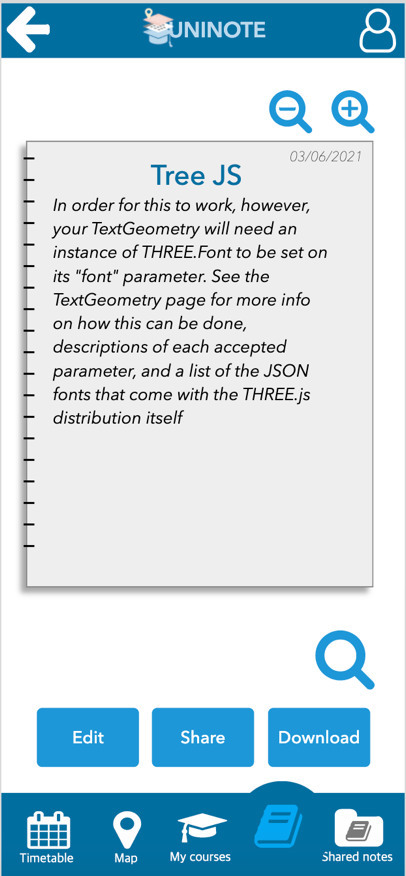 UNINOTE
03/06/2021
Tree JS
In order for this to work, however,
your TextGeometry will need an
instance of THREE.Font to be set on
its "font" parameter. See the
TextGeometry page for more info
on how this can be done,
descriptions of each accepted
parameter, and a list of the JSON
fonts that come with the THREE.js
distribution itself
Edit
Share
Download
Timetable
Map
My courses
Shared notes